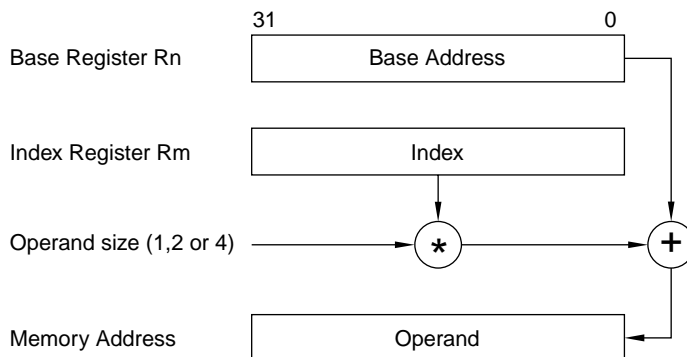 31 0
Base Register Rn Base Address
Index Register Rm Index
Operand size (1,2 or 4) * +
Memory Address Operand